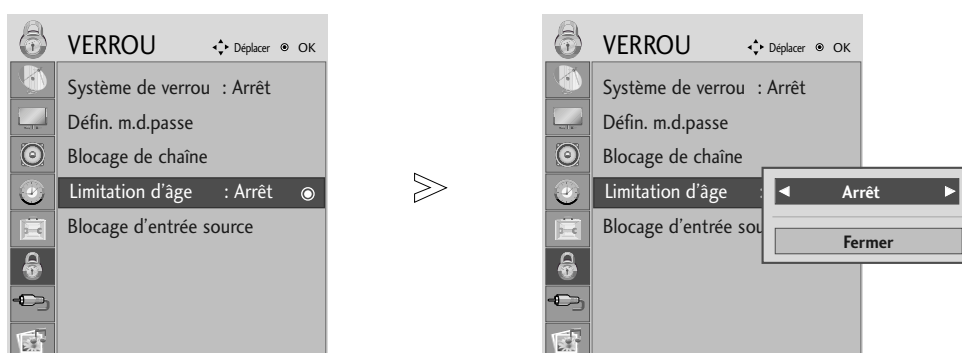 VERROU Déplacer OK
Système de verrou : Arrêt
Défin. m.d.passe
Blocage de chaîne
Limitation d'âge : Arrêt
Blocage d'entrée source
VERROU Déplacer OK
Système de verrou : Arrêt
Défin. m.d.passe
Blocage de chaîne
Limitation d'âge :
Blocage d'entrée sou
Arrêt
Fermer